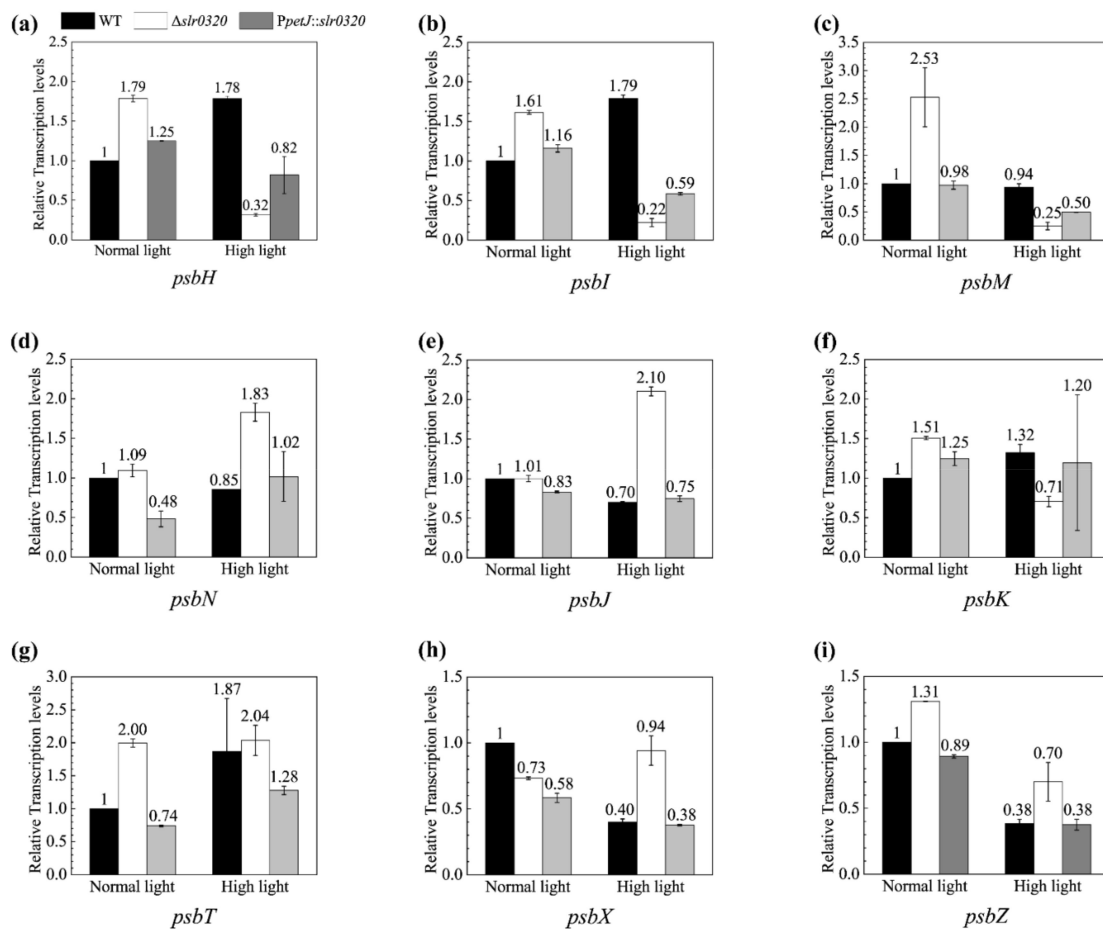 (a) WT Δslr0320 PpetJ::slr0320
Relative Transcription levels
2.5
2.0
1.5
1.0
0.5
0.0
1
1.79
1.25
1.78
0.32
0.82
Normal light High light
psbH
(b)
Relative Transcription levels
2.5
2.0
1.5
1.0
0.5
0.0
1
1.61
1.16
1.79
0.22
0.59
Normal light High light
psbI
(c)
Relative Transcription levels
3.5
3.0
2.5
2.0
1.5
1.0
0.5
0.0
1
2.53
0.98
0.94
0.25
0.50
Normal light High light
psbM
(d)
Relative Transcription levels
2.5
2.0
1.5
1.0
0.5
0.0
1
1.09
0.48
0.85
1.83
1.02
Normal light High light
psbN
(e)
Relative Transcription levels
2.5
2.0
1.5
1.0
0.5
0.0
1
1.01
0.83
0.70
2.10
0.75
Normal light High light
psbJ
(f)
Relative Transcription levels
2.5
2.0
1.5
1.0
0.5
0.0
1
1.51
1.25
1.32
0.71
1.20
Normal light High light
psbK
(g)
Relative Transcription levels
3.0
2.5
2.0
1.5
1.0
0.5
0.0
1
2.00
0.74
1.87
2.04
1.28
Normal light High light
psbT
(h)
Relative Transcription levels
1.5
1.0
0.5
0.0
1
0.73
0.58
0.40
0.94
0.38
Normal light High light
psbX
(i)
Relative Transcription levels
1.5
1.0
0.5
0.0
1
1.31
0.89
0.38
0.70
0.38
Normal light High light
psbZ